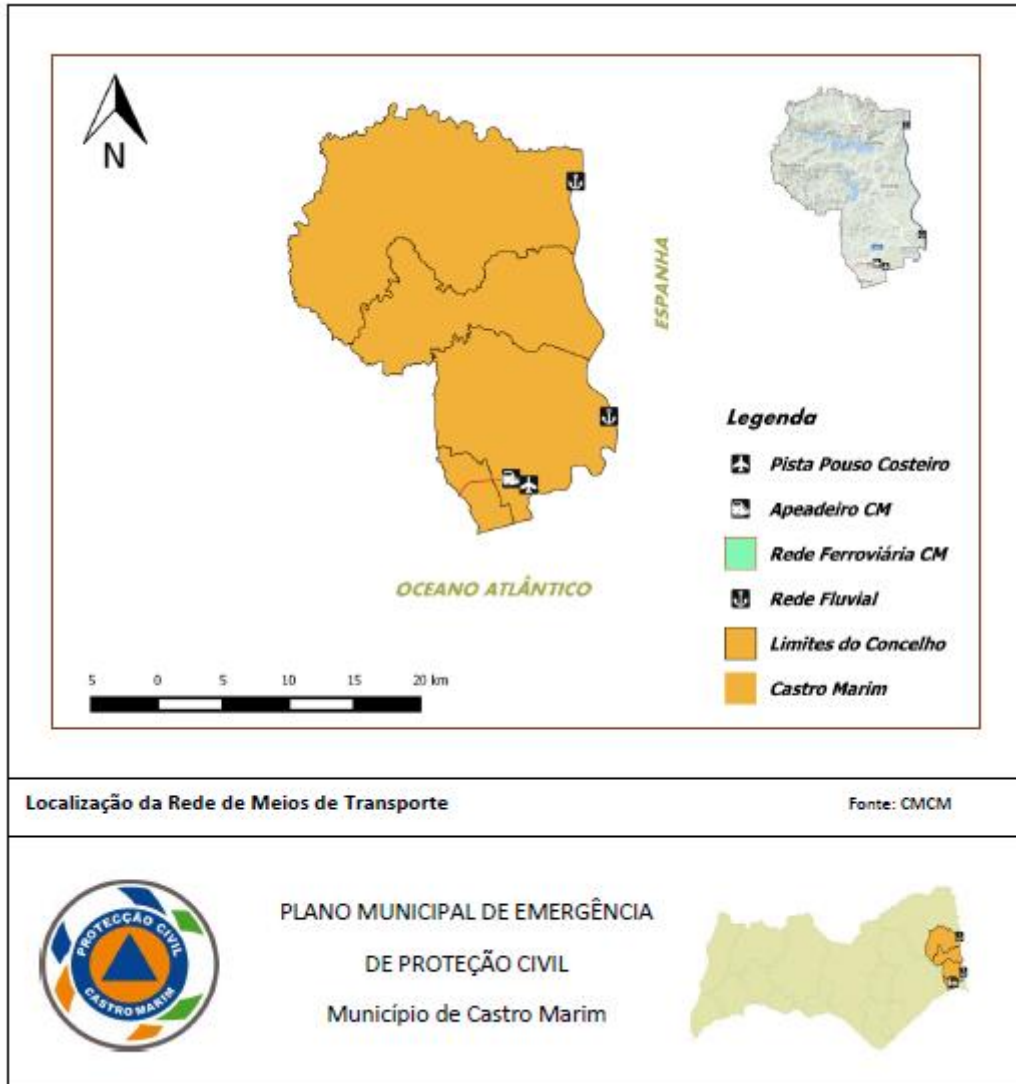 N
ESPANHA
OCEANO ATLÂNTICO
Legenda
Pista Pouso Costeiro
Apeadeiro CM
Rede Ferroviária CM
Rede Fluvial
Limites do Concelho
Castro Marim
5 0 5 10 15 20 km
Localização da Rede de Meios de Transporte
Fonte: CMCM
PROTECÇÃO CIVIL
CASTRO MARIM
PLANO MUNICIPAL DE EMERGÊNCIA
DE PROTEÇÃO CIVIL
Município de Castro Marim